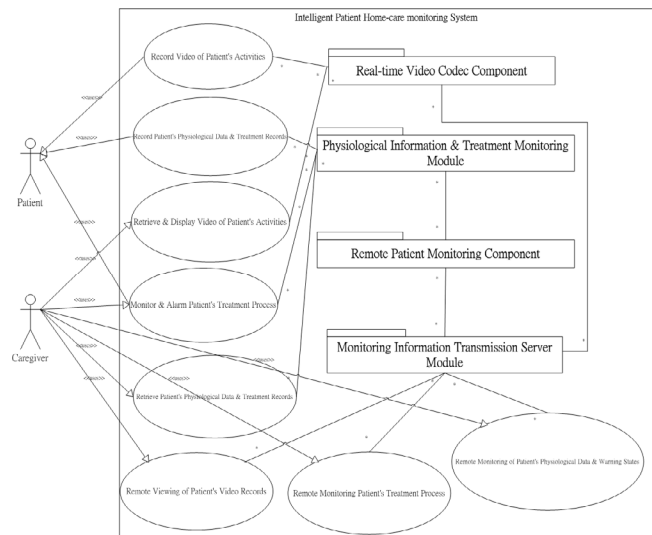 Intelligent Patient Home-care monitoring System
Record Video of Patient's Activities
Real-time Video Codec Component
Record Patient's Physiological Data & Treatment Records
Physiological Information & Treatment Monitoring
Module
Patient
Retrieve & Display Video of Patient's Activities
Remote Patient Monitoring Component
Monitor & Alarm Patient's Treatment Process
Caregiver
Monitoring Information Transmission Server
Module
Retrieve Patient's Physiological Data & Treatment Records
Remote Monitoring of Patient's Physiological Data & Warning States
Remote Viewing of Patient's Video Records
Remote Monitoring Patient's Treatment Process